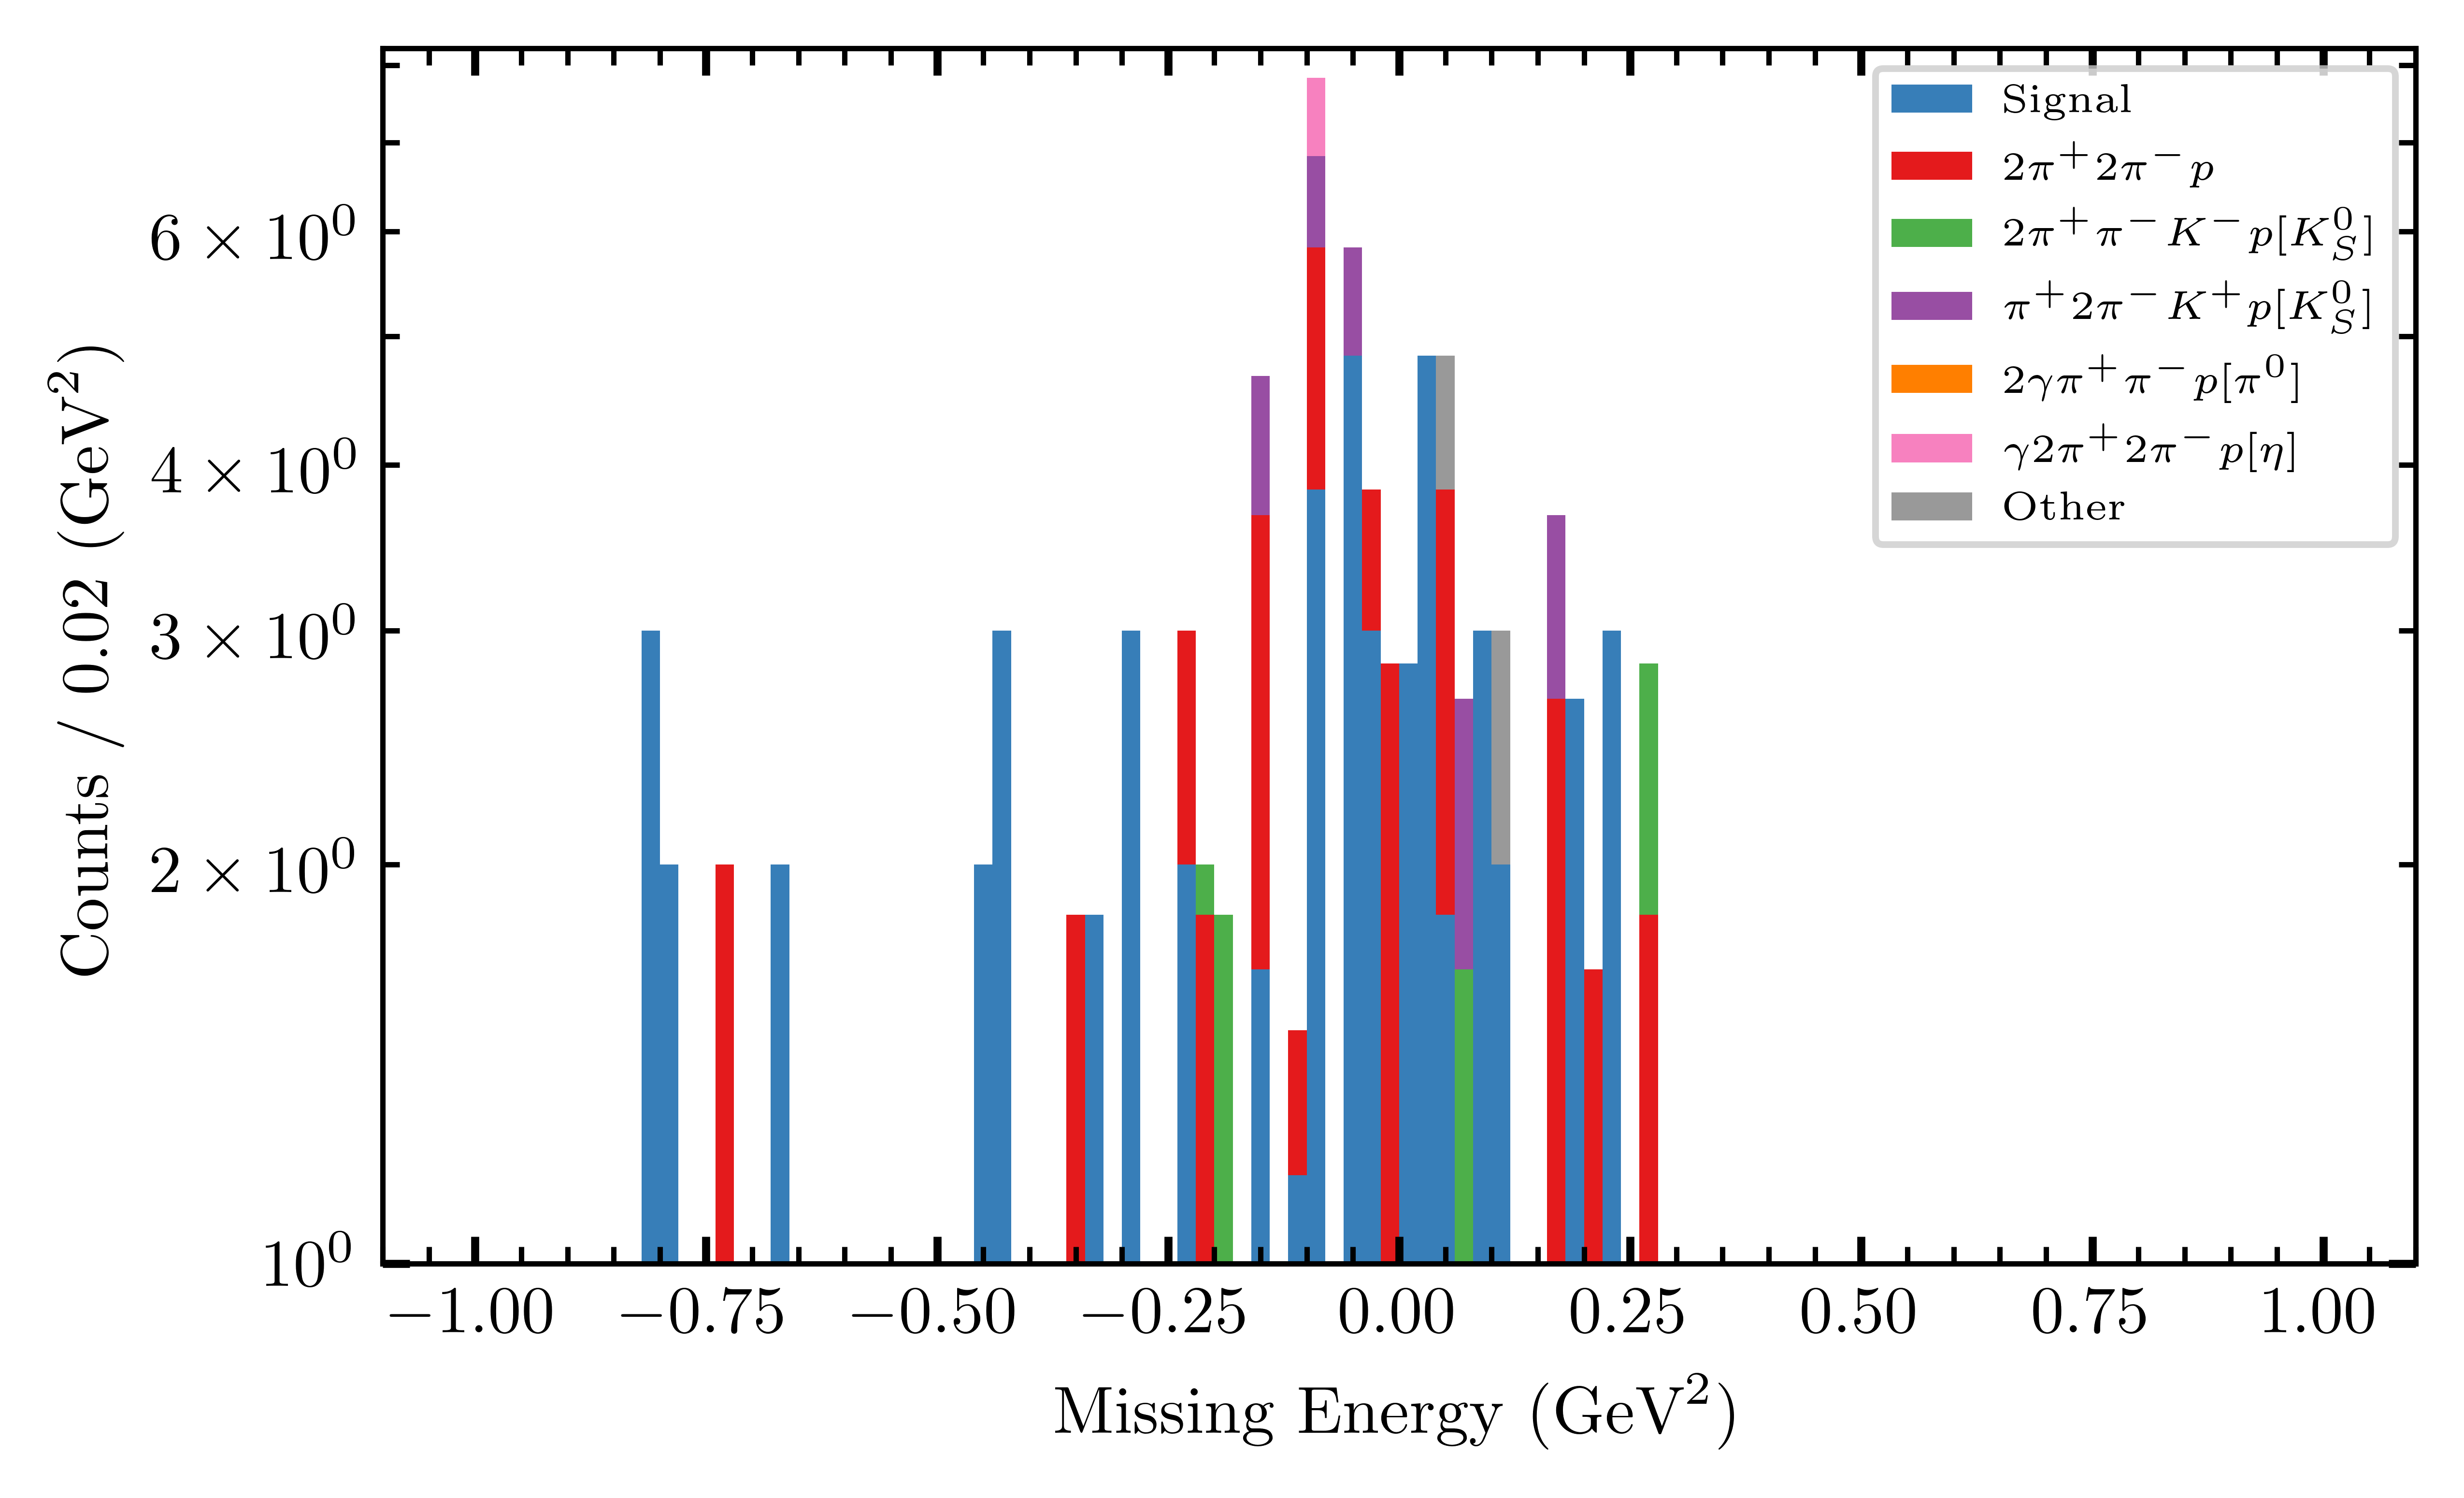 Counts / 0.02 (GeV²)
6 × 10⁰
4 × 10⁰
3 × 10⁰
2 × 10⁰
10⁰
Signal
2π⁺2π⁻p
2π⁺π⁻K⁻p[K⁰_S]
π⁺2π⁻K⁺p[K⁰_S]
2γπ⁺π⁻p[π⁰]
γ2π⁺2π⁻p[η]
Other
−1.00 −0.75 −0.50 −0.25 0.00 0.25 0.50 0.75 1.00
Missing Energy (GeV²)